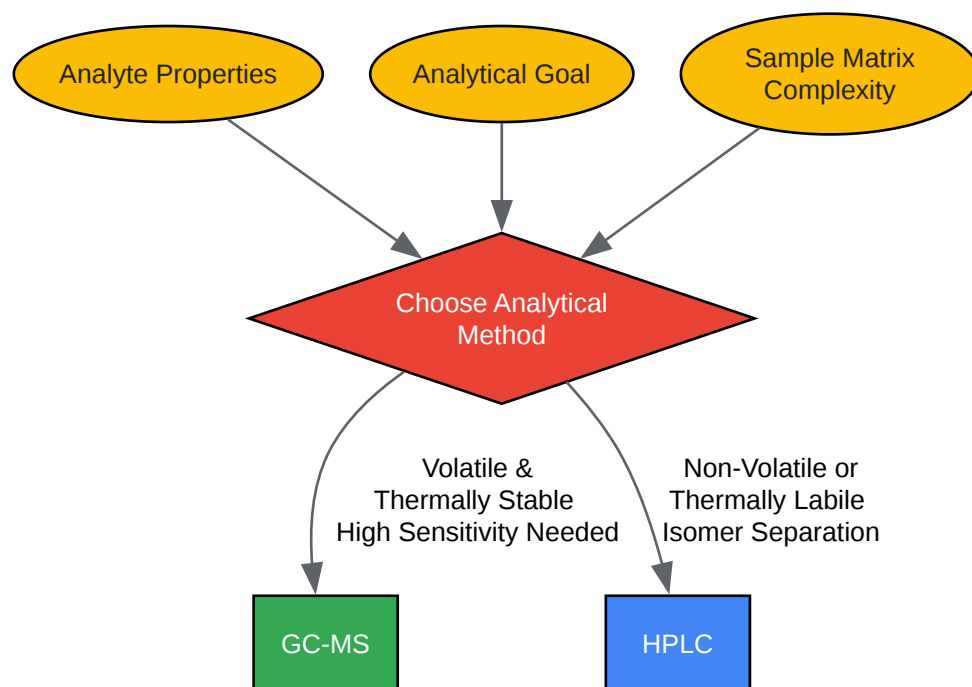 Analyte Properties
Analytical Goal
Sample Matrix
Complexity
Choose Analytical
Method
Volatile &
Thermally Stable
High Sensitivity Needed
Non-Volatile or
Thermally Labile
Isomer Separation
GC-MS
HPLC